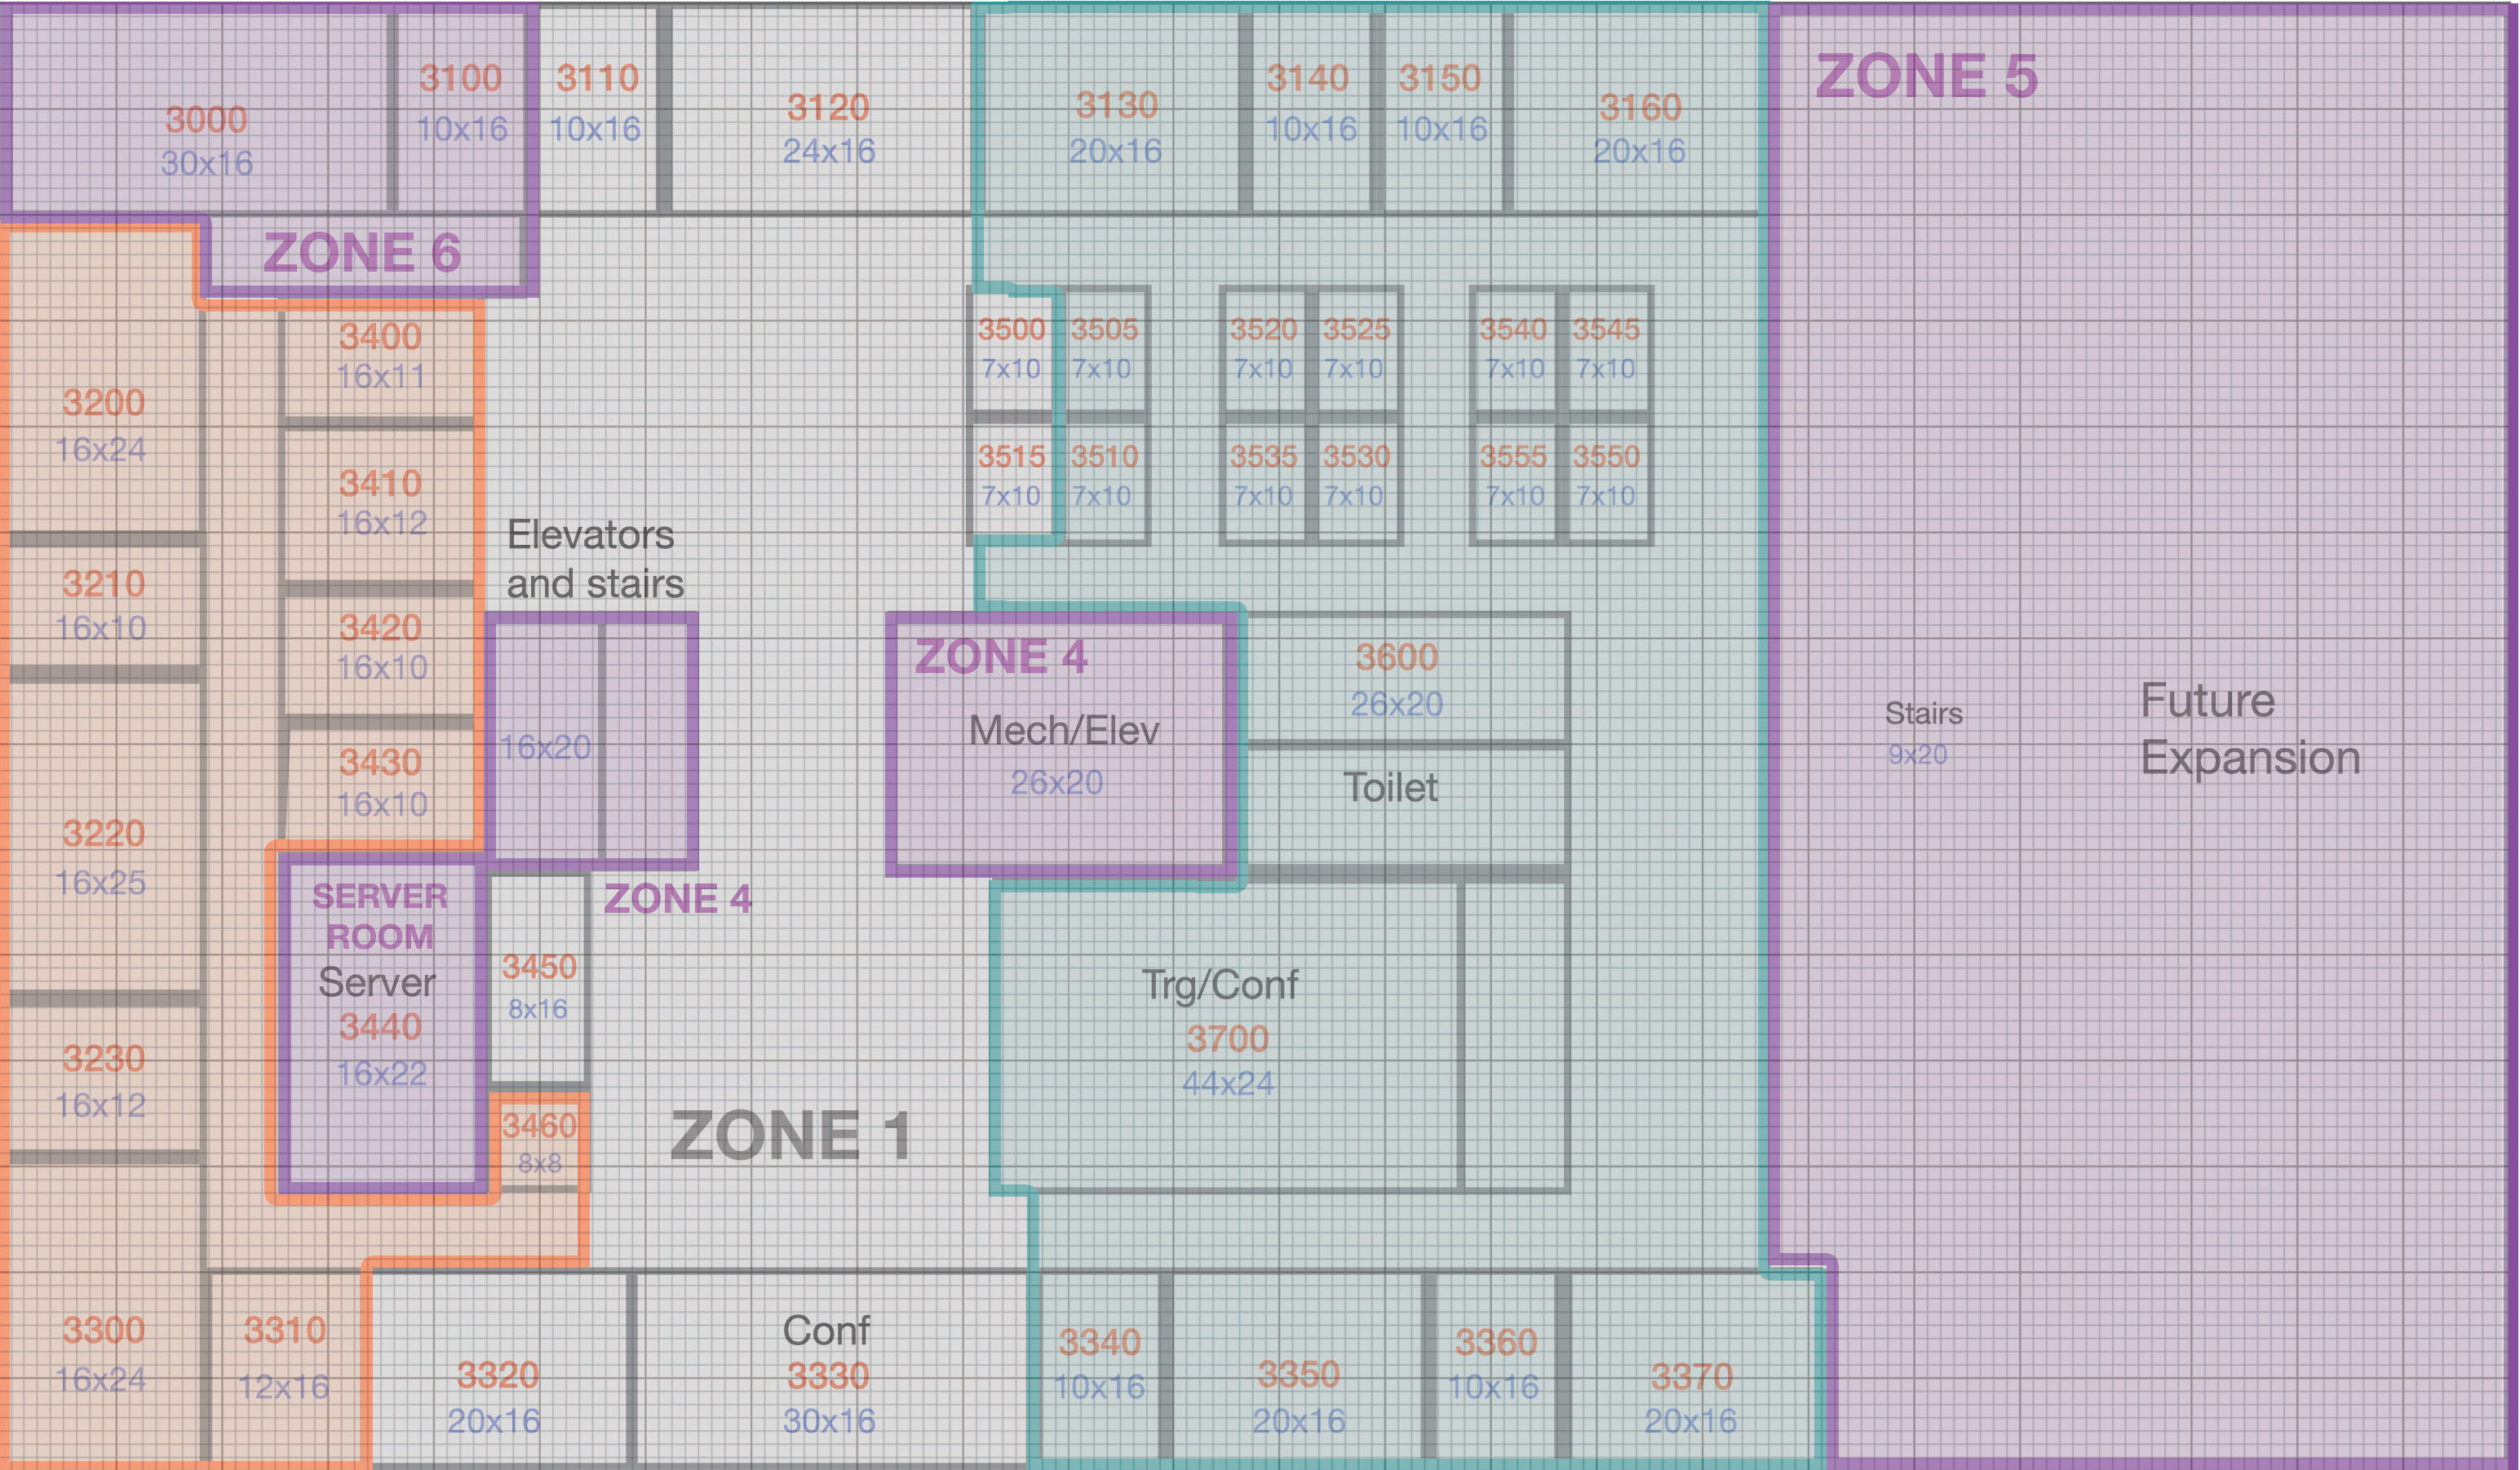 3000
30x16
3100
10x16
3110
10x16
3120
24x16
3130
20x16
3140
10x16
3150
10x16
3160
20x16
ZONE 5
ZONE 6
3200
16x24
3210
16x10
3220
16x25
3230
16x12
3300
16x24
3310
12x16
3400
16x11
3410
16x12
3420
16x10
3430
16x10
Elevators
and stairs
16x20
ZONE 4
SERVER
ROOM
Server
3440
16x22
3450
8x16
3460
8x8
ZONE 1
3500
7x10
3505
7x10
3520
7x10
3525
7x10
3540
7x10
3545
7x10
3515
7x10
3510
7x10
3535
7x10
3530
7x10
3555
7x10
3550
7x10
ZONE 4
Mech/Elev
26x20
3600
26x20
Toilet
Trg/Conf
3700
44x24
Stairs
9x20
Future
Expansion
3320
20x16
Conf
3330
30x16
3340
10x16
3350
20x16
3360
10x16
3370
20x16